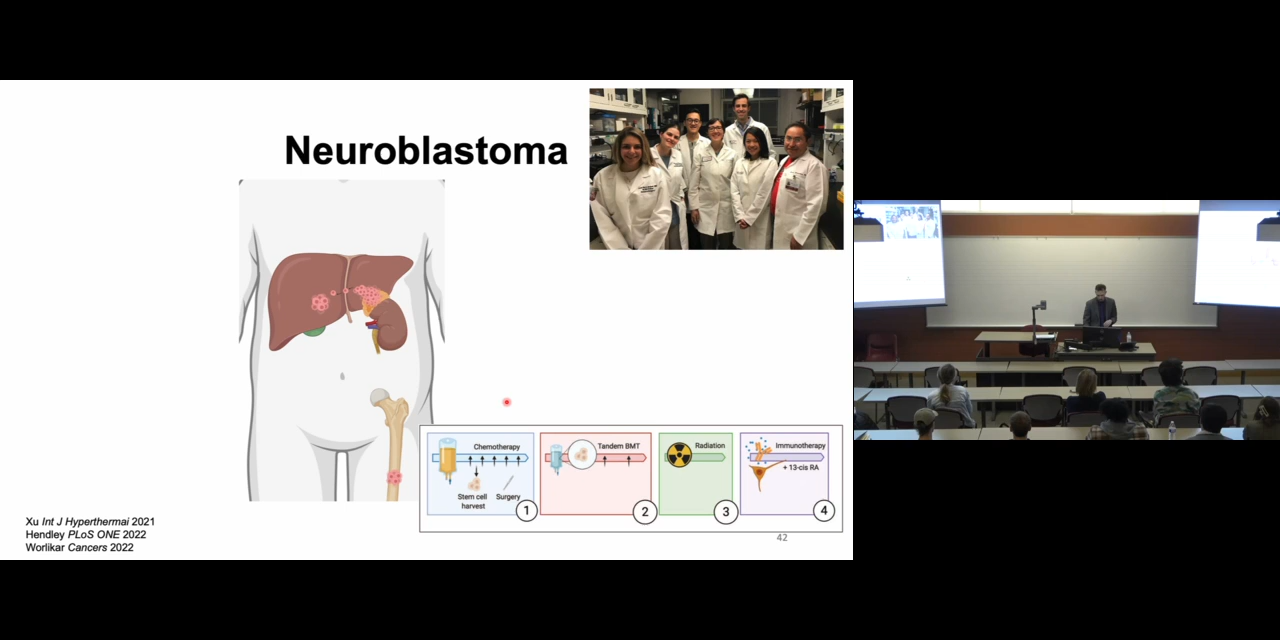 Neuroblastoma
Chemotherapy
Stem cell
harvest
Surgery
1
Tandem BMT
2
Radiation
3
Immunotherapy
+ 13-cis RA
4
Xu Int J Hyperthermai 2021
Hendley PLoS ONE 2022
Worlikar Cancers 2022
42